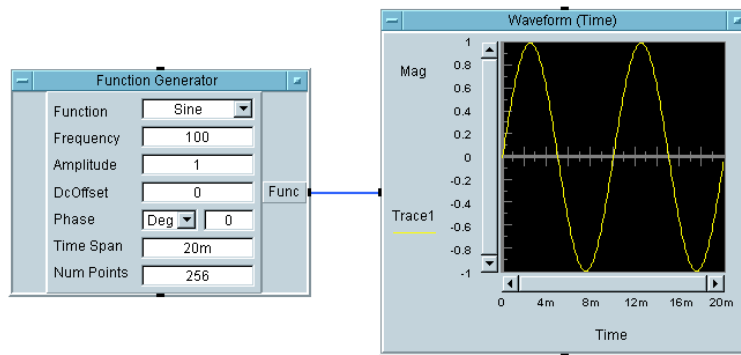 Function Generator
Function Sine
Frequency 100
Amplitude 1
DcOffset 0
Phase Deg 0
Time Span 20m
Num Points 256
Func
Waveform (Time)
Mag
Trace1
1
0.8
0.6
0.4
0.2
0
-0.2
-0.4
-0.6
-0.8
-1
0 4m 8m 12m 16m 20m
Time